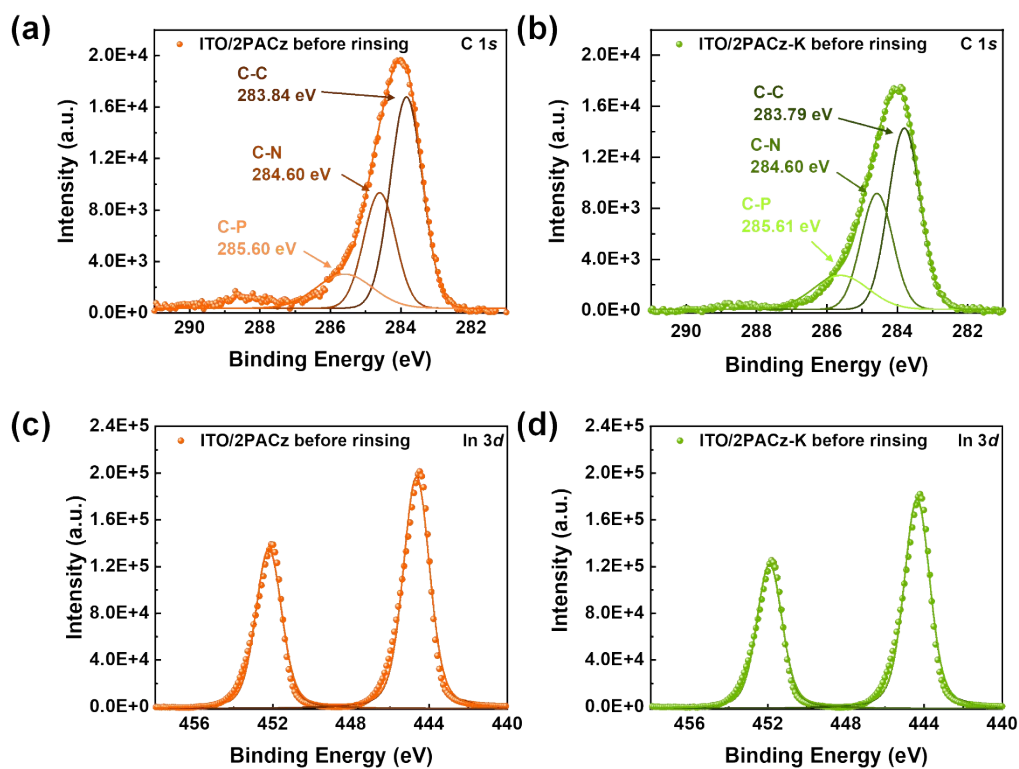 (a)
ITO/2PACz before rinsing
C 1s
2.0E+4
1.6E+4
1.2E+4
8.0E+3
4.0E+3
0.0E+0
Intensity (a.u.)
C-C
283.84 eV
C-N
284.60 eV
C-P
285.60 eV
290 288 286 284 282
Binding Energy (eV)
(b)
ITO/2PACz-K before rinsing
C 1s
2.0E+4
1.6E+4
1.2E+4
8.0E+3
4.0E+3
0.0E+0
Intensity (a.u.)
C-C
283.79 eV
C-N
284.60 eV
C-P
285.61 eV
290 288 286 284 282
Binding Energy (eV)
(c)
ITO/2PACz before rinsing
In 3d
2.4E+5
2.0E+5
1.6E+5
1.2E+5
8.0E+4
4.0E+4
0.0E+0
Intensity (a.u.)
456 452 448 444 440
Binding Energy (eV)
(d)
ITO/2PACz-K before rinsing
In 3d
2.4E+5
2.0E+5
1.6E+5
1.2E+5
8.0E+4
4.0E+4
0.0E+0
Intensity (a.u.)
456 452 448 444 440
Binding Energy (eV)